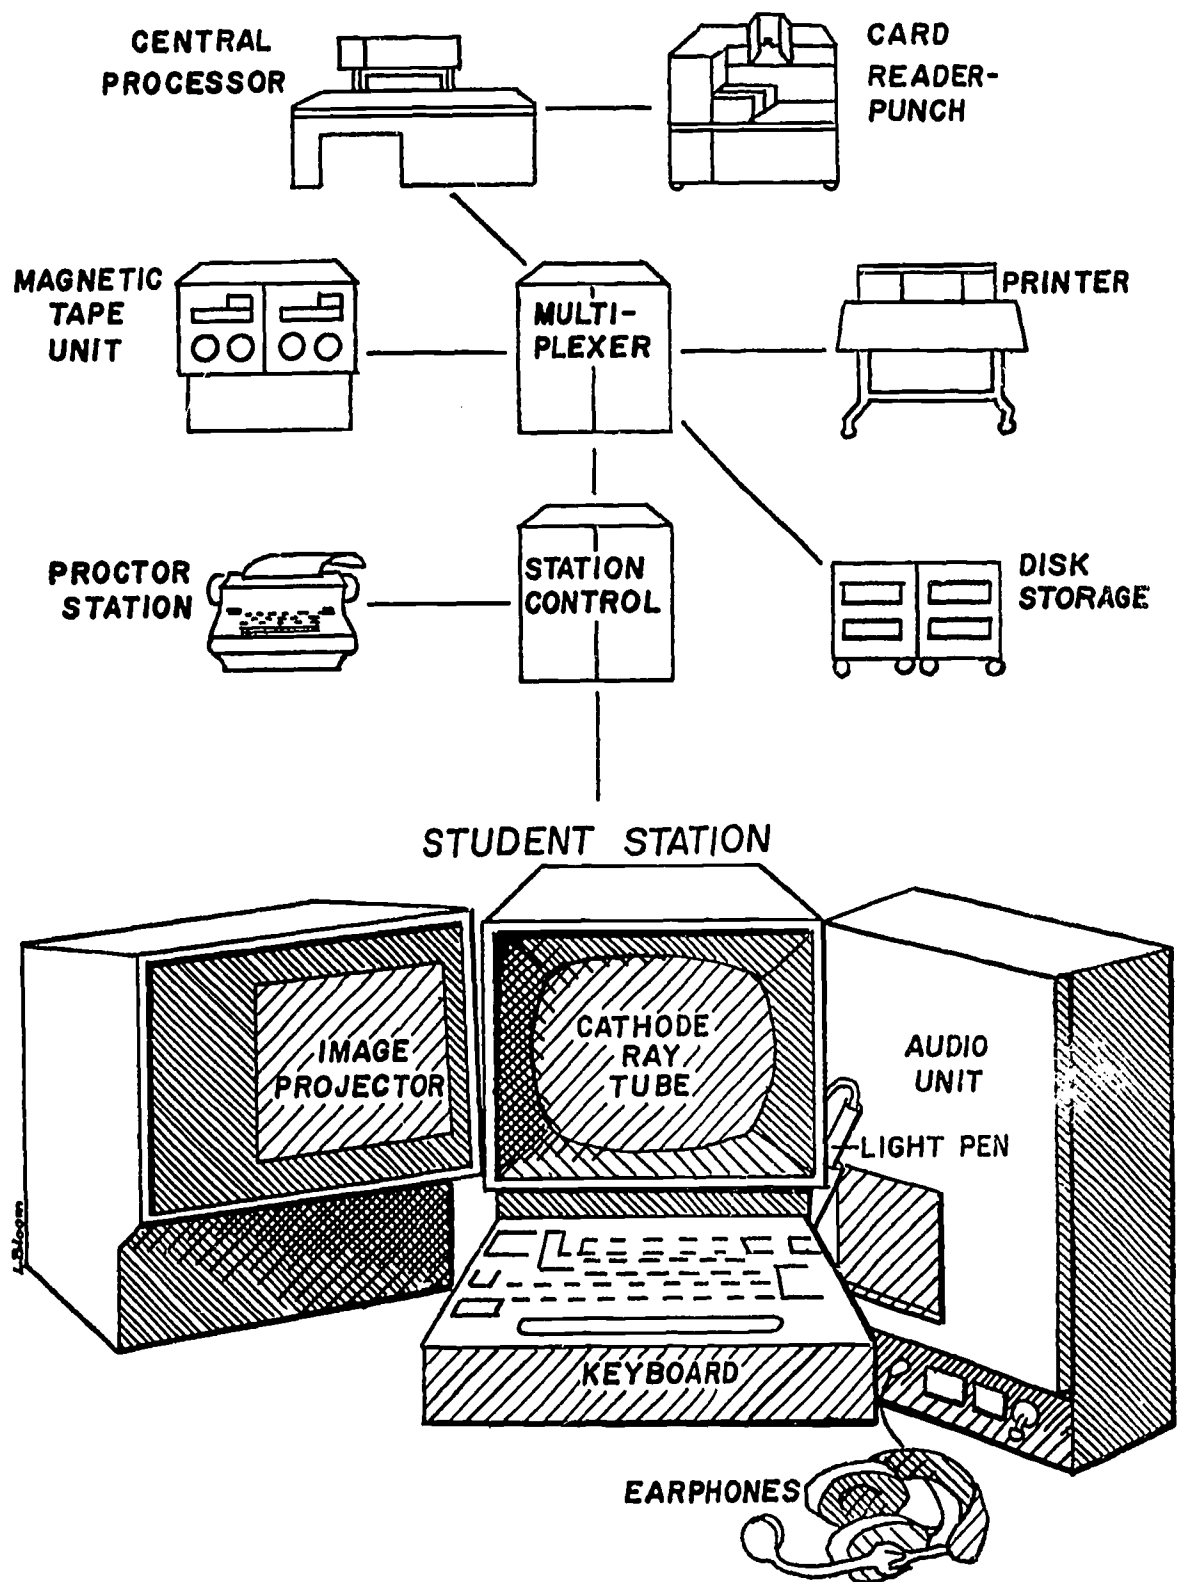 CENTRAL
PROCESSOR
CARD
READER-
PUNCH
MAGNETIC
TAPE
UNIT
MULTI-
PLEXER
PRINTER
PROCTOR
STATION
STATION
CONTROL
DISK
STORAGE
STUDENT STATION
IMAGE
PROJECTOR
CATHODE
RAY
TUBE
AUDIO
UNIT
LIGHT PEN
L.Bloom
KEYBOARD
EARPHONES